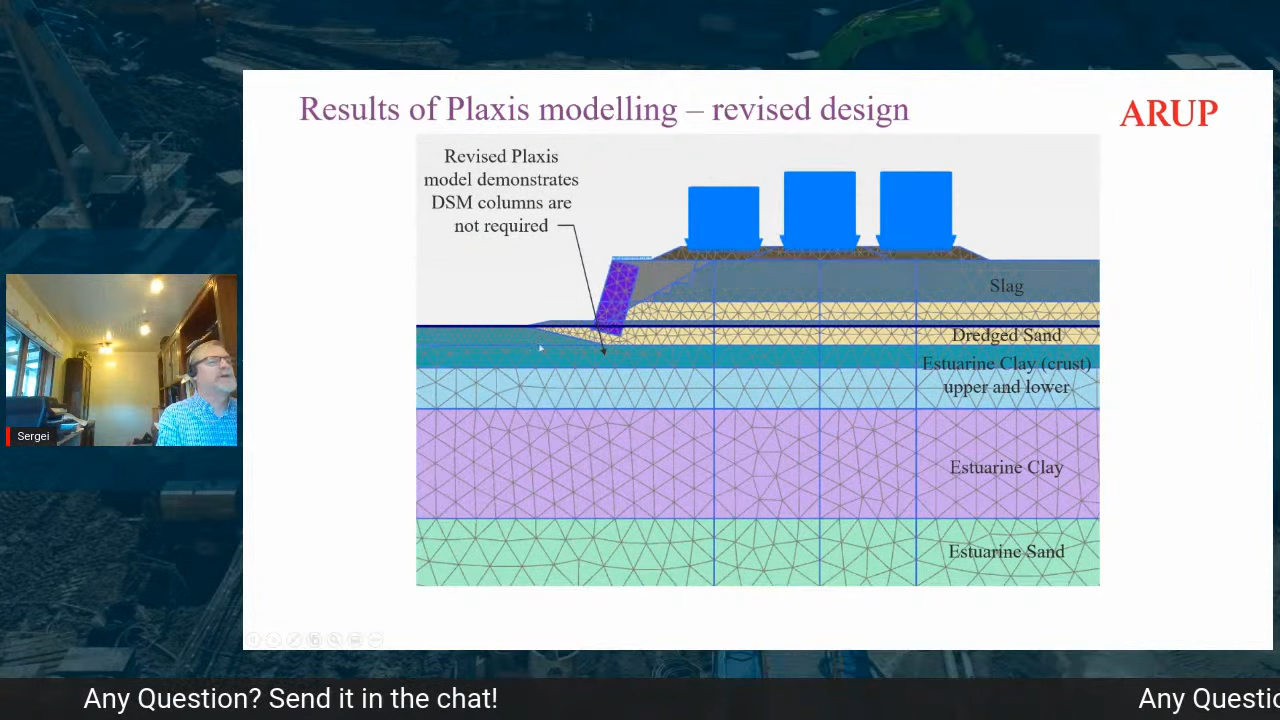 Results of Plaxis modelling – revised design
ARUP
Revised Plaxis
model demonstrates
DSM columns are
not required
Slag
Dredged Sand
Estuarine Clay (crust)
upper and lower
Estuarine Clay
Estuarine Sand
Sergei
Any Question? Send it in the chat!
Any Questio